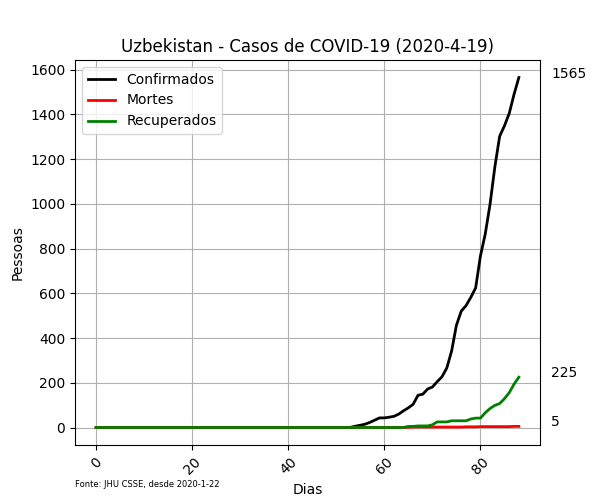 Uzbekistan - Casos de COVID-19 (2020-4-19)
Confirmados
Mortes
Recuperados
1565
225
5
Pessoas
1600
1400
1200
1000
800
600
400
200
0
0
20
40
60
80
Dias
Fonte: JHU CSSE, desde 2020-1-22